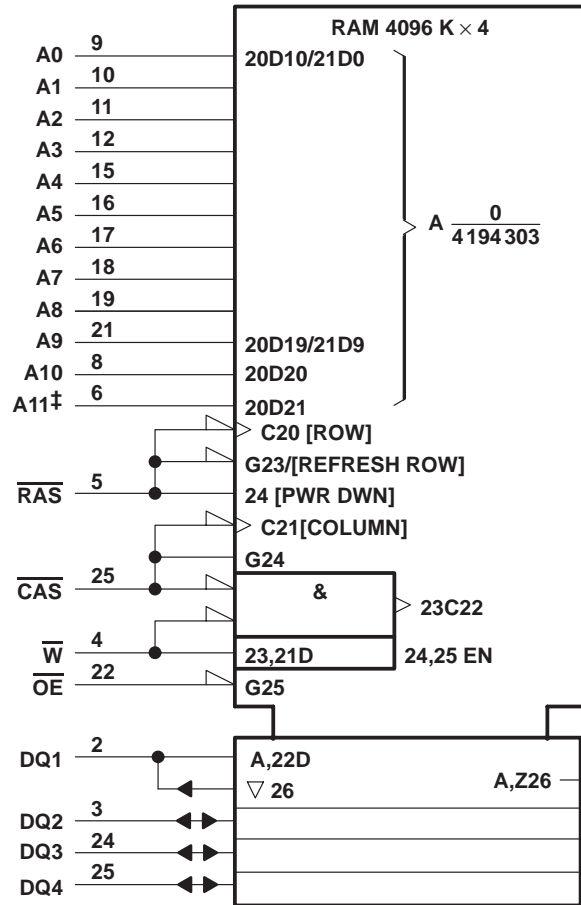 RAM 4096 K × 4
A0 9 20D10/21D0
A1 10
A2 11
A3 12
A4 15
A5 16
A6 17
A 0
4 194 303
A7 18
A8 19
A9 21 20D19/21D9
A10 8 20D20
A11‡ 6 20D21
C20 [ROW]
G23/[REFRESH ROW]
RAS 5 24 [PWR DWN]
C21[COLUMN]
G24
CAS 25 & 23C22
W 4 23,21D 24,25 EN
OE 22 G25
DQ1 2 A,22D
26 A,Z26
DQ2 3
DQ3 24
DQ4 25